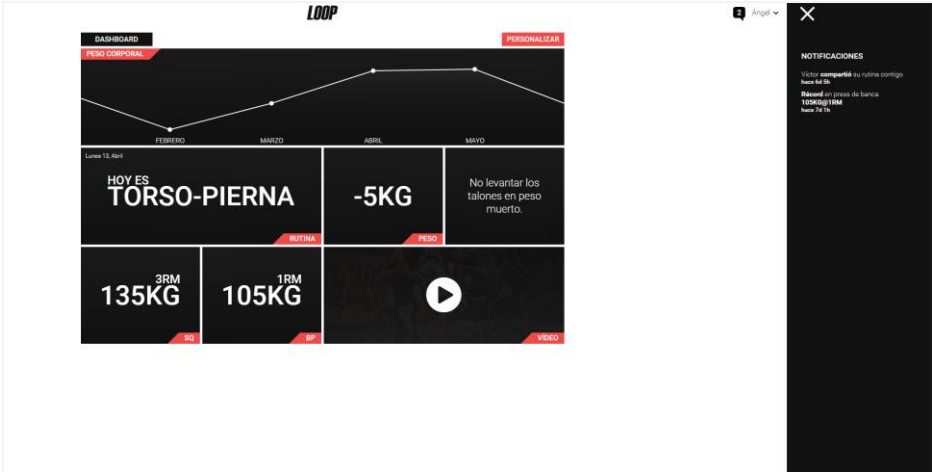 LOOP
2 Angel
DASHBOARD
PERSONALIZAR
PESO CORPORAL
FEBRERO MARZO ABRIL MAYO
Lunes 13, Abril
HOY ES
TORSO-PIERNA
RUTINA
-5KG
PESO
No levantar los
talones en peso
muerto.
3RM
135KG
SQ
1RM
105KG
BP
VÍDEO
NOTIFICACIONES
Víctor compartió su rutina contigo
hace 6d 5h
Récord en press de banca
105KG@1RM
hace 7d 1h